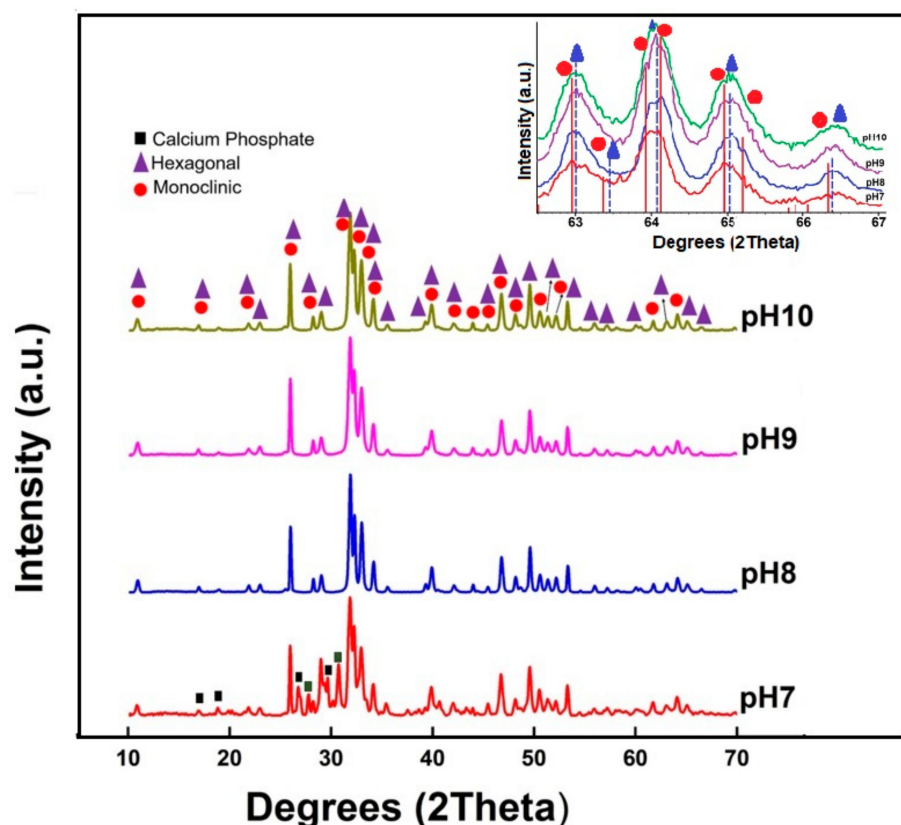 Intensity (a.u.)
Calcium Phosphate
Hexagonal
Monoclinic
pH10
pH9
pH8
pH7
10 20 30 40 50 60 70
Degrees (2Theta)
Intensity (a.u.)
pH10
pH9
pH8
pH7
63 64 65 66 67
Degrees (2Theta)